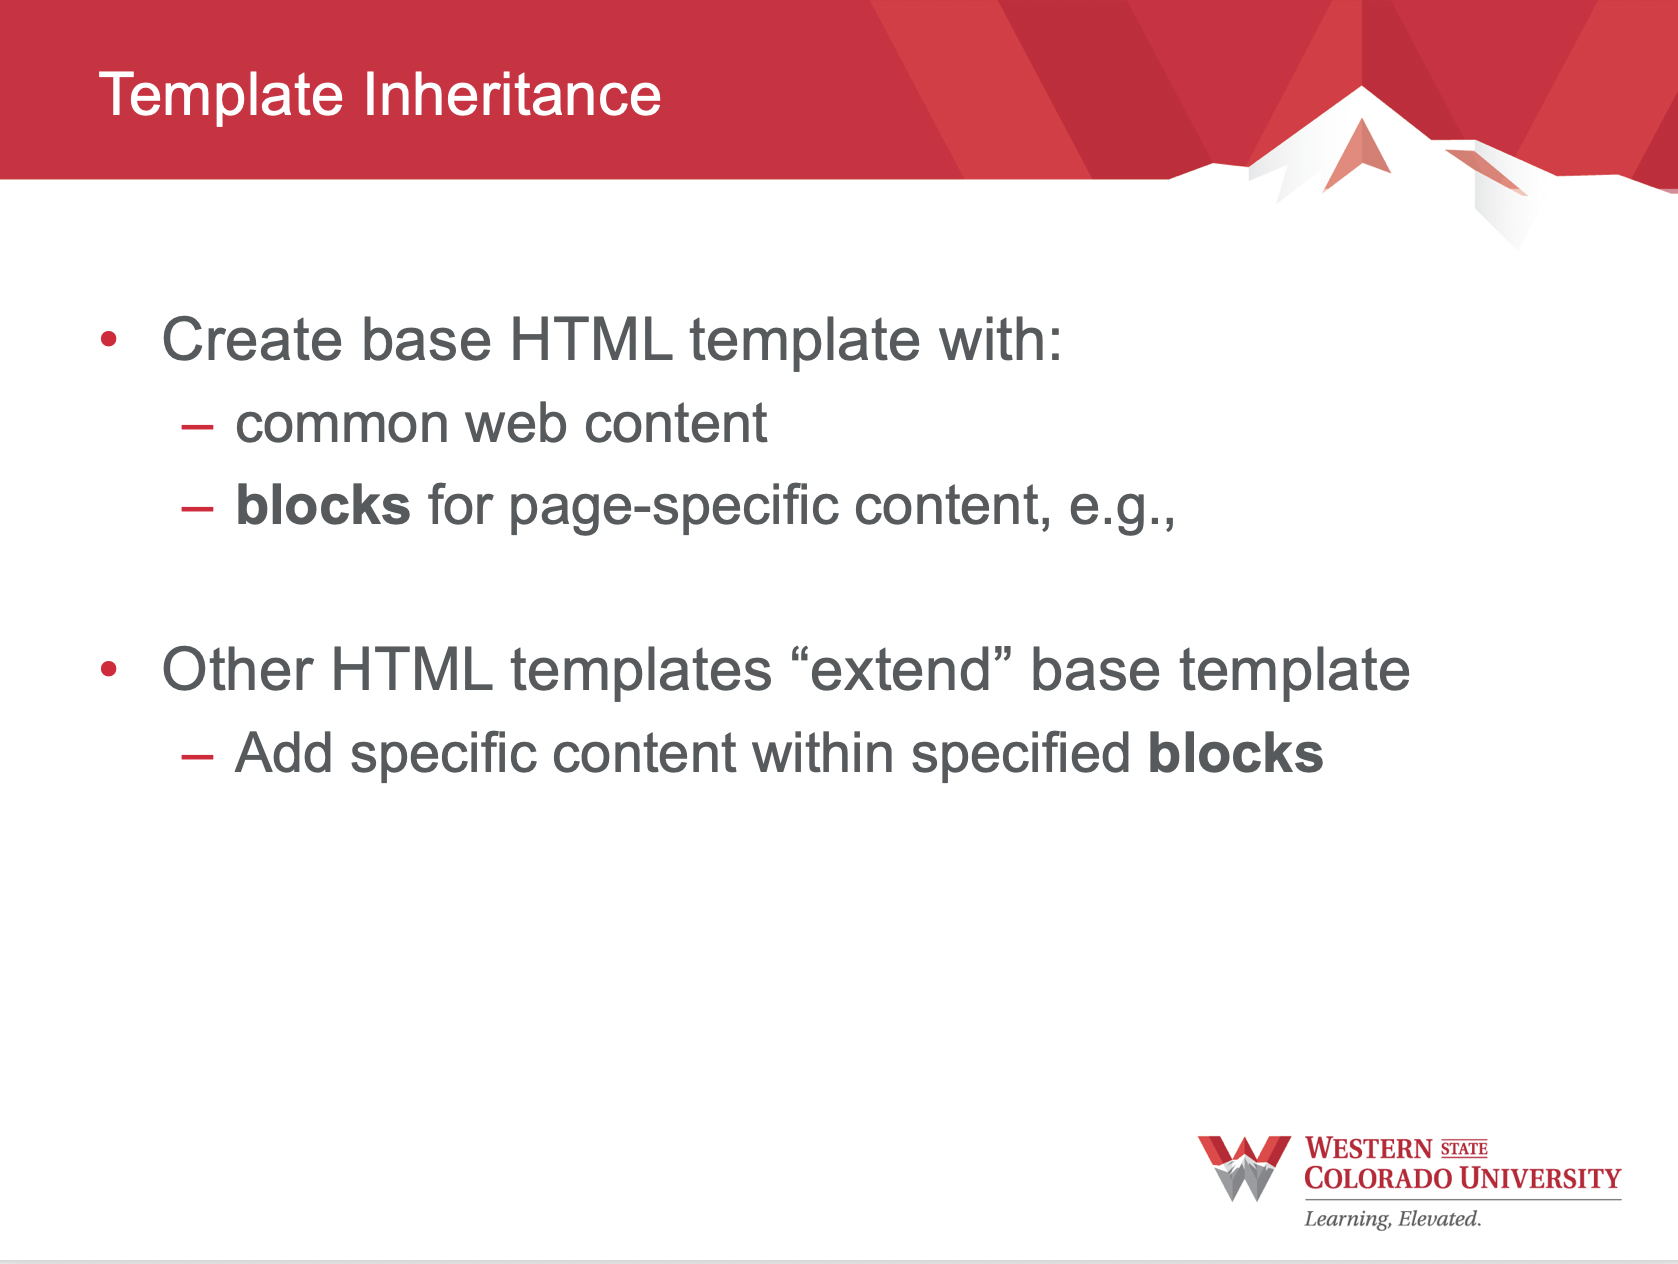 Template Inheritance
• Create base HTML template with:
– common web content
– blocks for page-specific content, e.g.,
• Other HTML templates “extend” base template
– Add specific content within specified blocks
WESTERN STATE
COLORADO UNIVERSITY
Learning, Elevated.